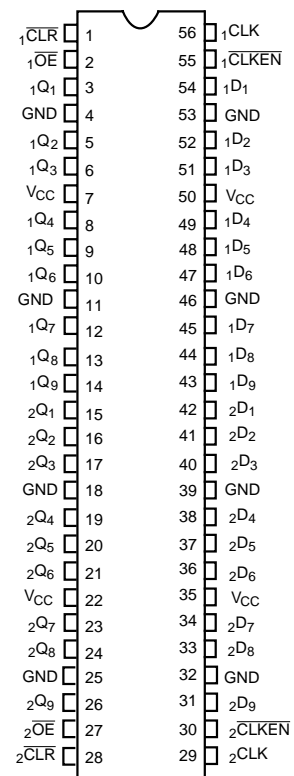 1CLR 1 56 1CLK
1OE 2 55 1CLKEN
1Q1 3 54 1D1
GND 4 53 GND
1Q2 5 52 1D2
1Q3 6 51 1D3
VCC 7 50 VCC
1Q4 8 49 1D4
1Q5 9 48 1D5
1Q6 10 47 1D6
GND 11 46 GND
1Q7 12 45 1D7
1Q8 13 44 1D8
1Q9 14 43 1D9
2Q1 15 42 2D1
2Q2 16 41 2D2
2Q3 17 40 2D3
GND 18 39 GND
2Q4 19 38 2D4
2Q5 20 37 2D5
2Q6 21 36 2D6
VCC 22 35 VCC
2Q7 23 34 2D7
2Q8 24 33 2D8
GND 25 32 GND
2Q9 26 31 2D9
2OE 27 30 2CLKEN
2CLR 28 29 2CLK